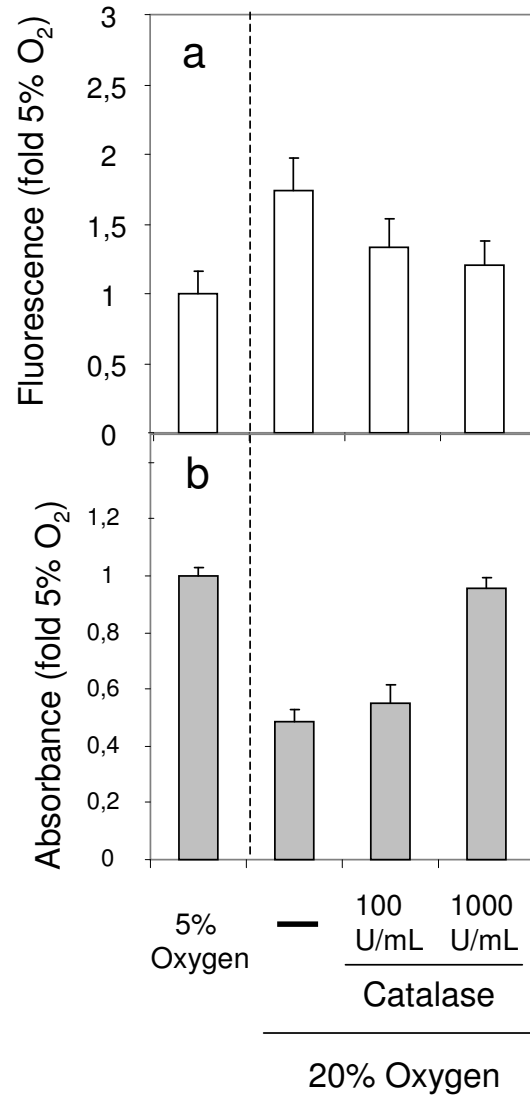 a
Fluorescence (fold 5% O₂)
3
2,5
2
1,5
1
0,5
0
b
Absorbance (fold 5% O₂)
1,2
1
0,8
0,6
0,4
0,2
0
5%
Oxygen
—
100
U/mL
1000
U/mL
Catalase
20% Oxygen